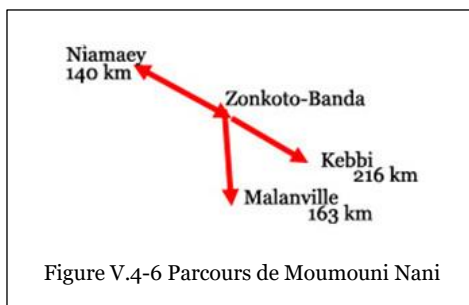 Niamaey
140 km
Zonkoto-Banda
Kebbi
216 km
Malanville
163 km
Figure V.4-6 Parcours de Moumouni Nani